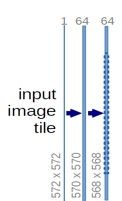 1 64 64
input
image
tile
572 x 572
570 x 570
568 x 568